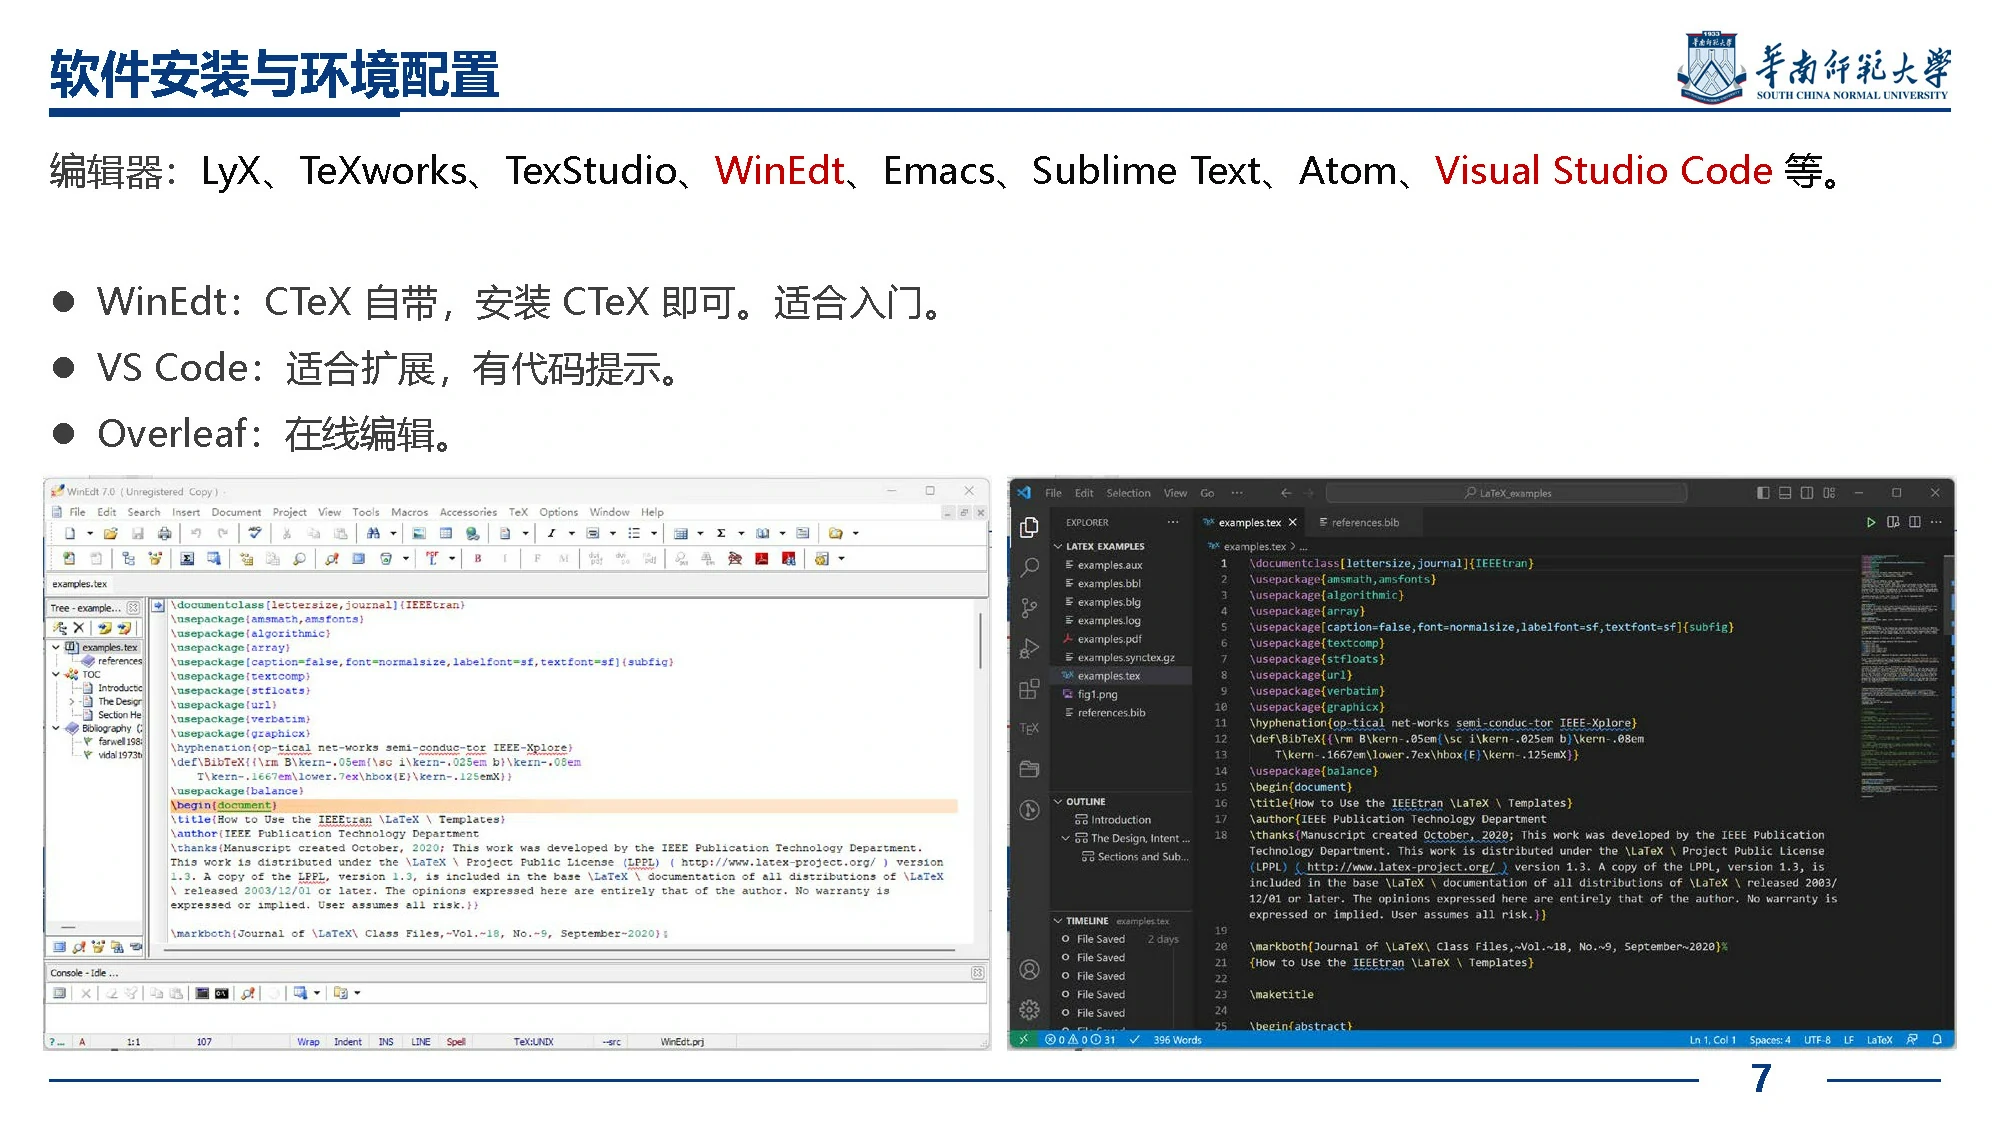 软件安装与环境配置
1933
華南師範大學
華南師範大學
SOUTH CHINA NORMAL UNIVERSITY
编辑器：LyX、TeXworks、TexStudio、WinEdt、Emacs、Sublime Text、Atom、Visual Studio Code 等。
WinEdt：CTeX 自带，安装 CTeX 即可。适合入门。
VS Code：适合扩展，有代码提示。
Overleaf：在线编辑。
WinEdt 7.0 ( Unregistered Copy ) -
File Edit Search Insert Document Project View Tools Macros Accessories TeX Options Window Help
examples.tex
Tree - example...
examples.tex
references
TOC
Introductic
The Design
Section He
Bibliography (2
farwell198
vidal1973t
\documentclass[lettersize,journal]{IEEEtran}
\usepackage{amsmath,amsfonts}
\usepackage{algorithmic}
\usepackage{array}
\usepackage[caption=false,font=normalsize,labelfont=sf,textfont=sf]{subfig}
\usepackage{textcomp}
\usepackage{stfloats}
\usepackage{url}
\usepackage{verbatim}
\usepackage{graphicx}
\hyphenation{op-tical net-works semi-conduc-tor IEEE-Xplore}
\def\BibTeX{{\rm B\kern-.05em{\sc i\kern-.025em b}\kern-.08em
T\kern-.1667em\lower.7ex\hbox{E}\kern-.125emX}}
\usepackage{balance}
\begin{document}
\title{How to Use the IEEEtran \LaTeX \ Templates}
\author{IEEE Publication Technology Department
\thanks{Manuscript created October, 2020; This work was developed by the IEEE Publication Technology Department.
This work is distributed under the \LaTeX \ Project Public License (LPPL) ( http://www.latex-project.org/ ) version
1.3. A copy of the LPPL, version 1.3, is included in the base \LaTeX \ documentation of all distributions of \LaTeX
\ released 2003/12/01 or later. The opinions expressed here are entirely that of the author. No warranty is
expressed or implied. User assumes all risk.}}
\markboth{Journal of \LaTeX\ Class Files,~Vol.~18, No.~9, September~2020}%
Console - Idle ...
? ... A 1:1 107 Wrap Indent INS LINE Spell TeX:UNIX --src WinEdt.prj
File Edit Selection View Go ... LaTeX_examples
EXPLORER ...
LATEX_EXAMPLES
examples.aux
examples.bbl
examples.blg
examples.log
examples.pdf
examples.synctex.gz
examples.tex
fig1.png
references.bib
TEX
OUTLINE
Introduction
The Design, Intent ...
Sections and Sub...
TIMELINE examples.tex
File Saved 2 days
File Saved
File Saved
File Saved
File Saved
File Saved
examples.tex references.bib
examples.tex > ...
1 \documentclass[lettersize,journal]{IEEEtran}
2 \usepackage{amsmath,amsfonts}
3 \usepackage{algorithmic}
4 \usepackage{array}
5 \usepackage[caption=false,font=normalsize,labelfont=sf,textfont=sf]{subfig}
6 \usepackage{textcomp}
7 \usepackage{stfloats}
8 \usepackage{url}
9 \usepackage{verbatim}
10 \usepackage{graphicx}
11 \hyphenation{op-tical net-works semi-conduc-tor IEEE-Xplore}
12 \def\BibTeX{{\rm B\kern-.05em{\sc i\kern-.025em b}\kern-.08em
13 T\kern-.1667em\lower.7ex\hbox{E}\kern-.125emX}}
14 \usepackage{balance}
15 \begin{document}
16 \title{How to Use the IEEEtran \LaTeX \ Templates}
17 \author{IEEE Publication Technology Department
18 \thanks{Manuscript created October, 2020; This work was developed by the IEEE Publication
Technology Department. This work is distributed under the \LaTeX \ Project Public License
(LPPL) ( http://www.latex-project.org/ ) version 1.3. A copy of the LPPL, version 1.3, is
included in the base \LaTeX \ documentation of all distributions of \LaTeX \ released 2003/
12/01 or later. The opinions expressed here are entirely that of the author. No warranty is
expressed or implied. User assumes all risk.}}
19
20 \markboth{Journal of \LaTeX\ Class Files,~Vol.~18, No.~9, September~2020}%
21 {How to Use the IEEEtran \LaTeX \ Templates}
22
23 \maketitle
24
25 \begin{abstract}
0 0 31 396 Words Ln 1, Col 1 Spaces: 4 UTF-8 LF LaTeX
7